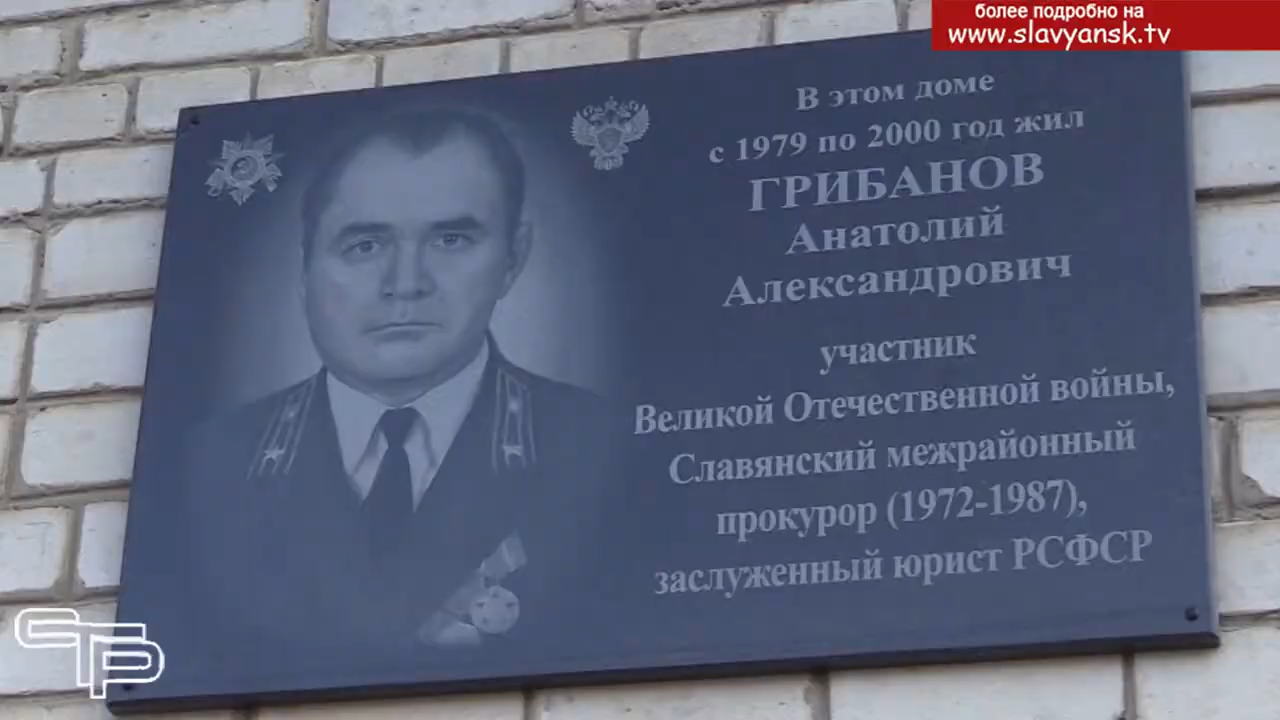 более подробно на
www.slavyansk.tv
В этом доме
с 1979 по 2000 год жил
ГРИБАНОВ
Анатолий
Александрович
участник
Великой Отечественной войны,
Славянский межрайонный
прокурор (1972-1987),
заслуженный юрист РСФСР
СТР